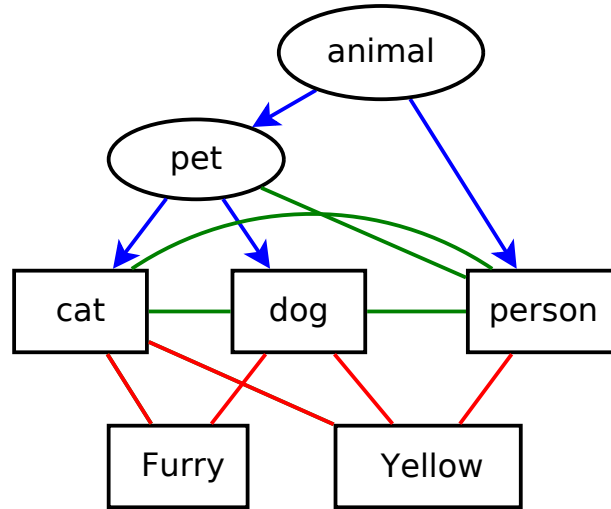 animal
pet
cat
dog
person
Furry
Yellow